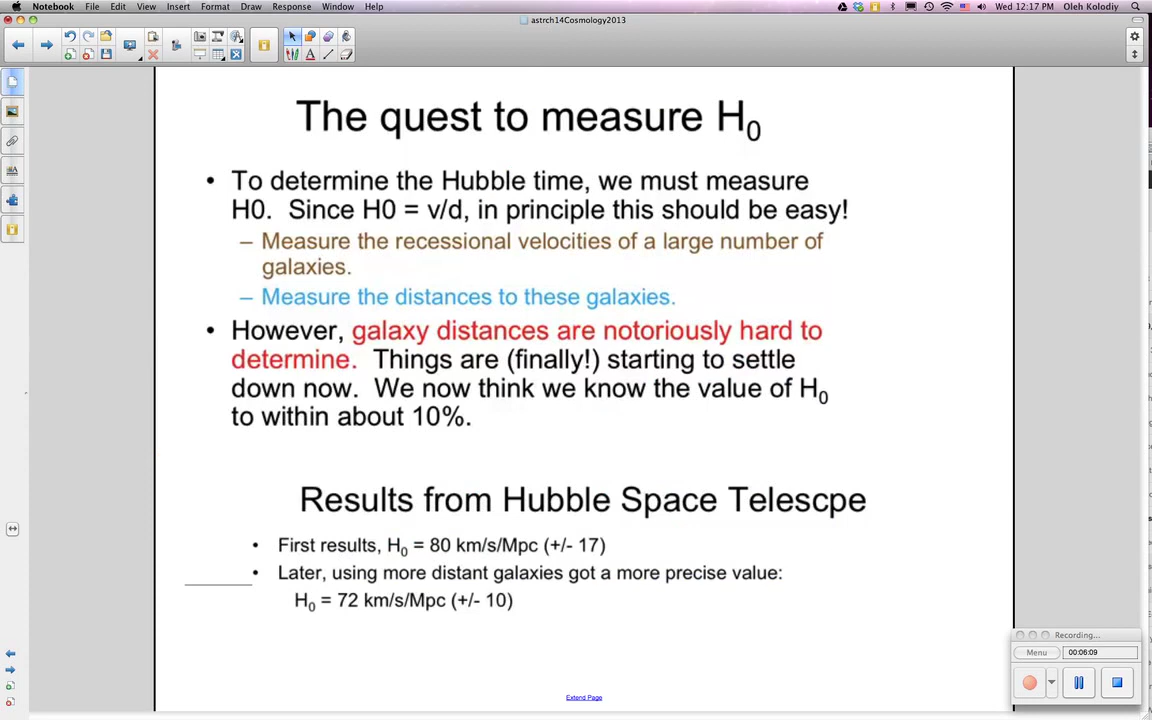 Notebook File Edit View Insert Format Draw Response Window Help Wed 12:17 PM Oleh Kolodiy
astrch14Cosmology2013
The quest to measure H₀
• To determine the Hubble time, we must measure
H0. Since H0 = v/d, in principle this should be easy!
– Measure the recessional velocities of a large number of
galaxies.
– Measure the distances to these galaxies.
• However, galaxy distances are notoriously hard to
determine. Things are (finally!) starting to settle
down now. We now think we know the value of H₀
to within about 10%.
Results from Hubble Space Telescpe
• First results, H₀ = 80 km/s/Mpc (+/- 17)
• Later, using more distant galaxies got a more precise value:
H₀ = 72 km/s/Mpc (+/- 10)
Recording...
Menu 00:06:09
Extend Page